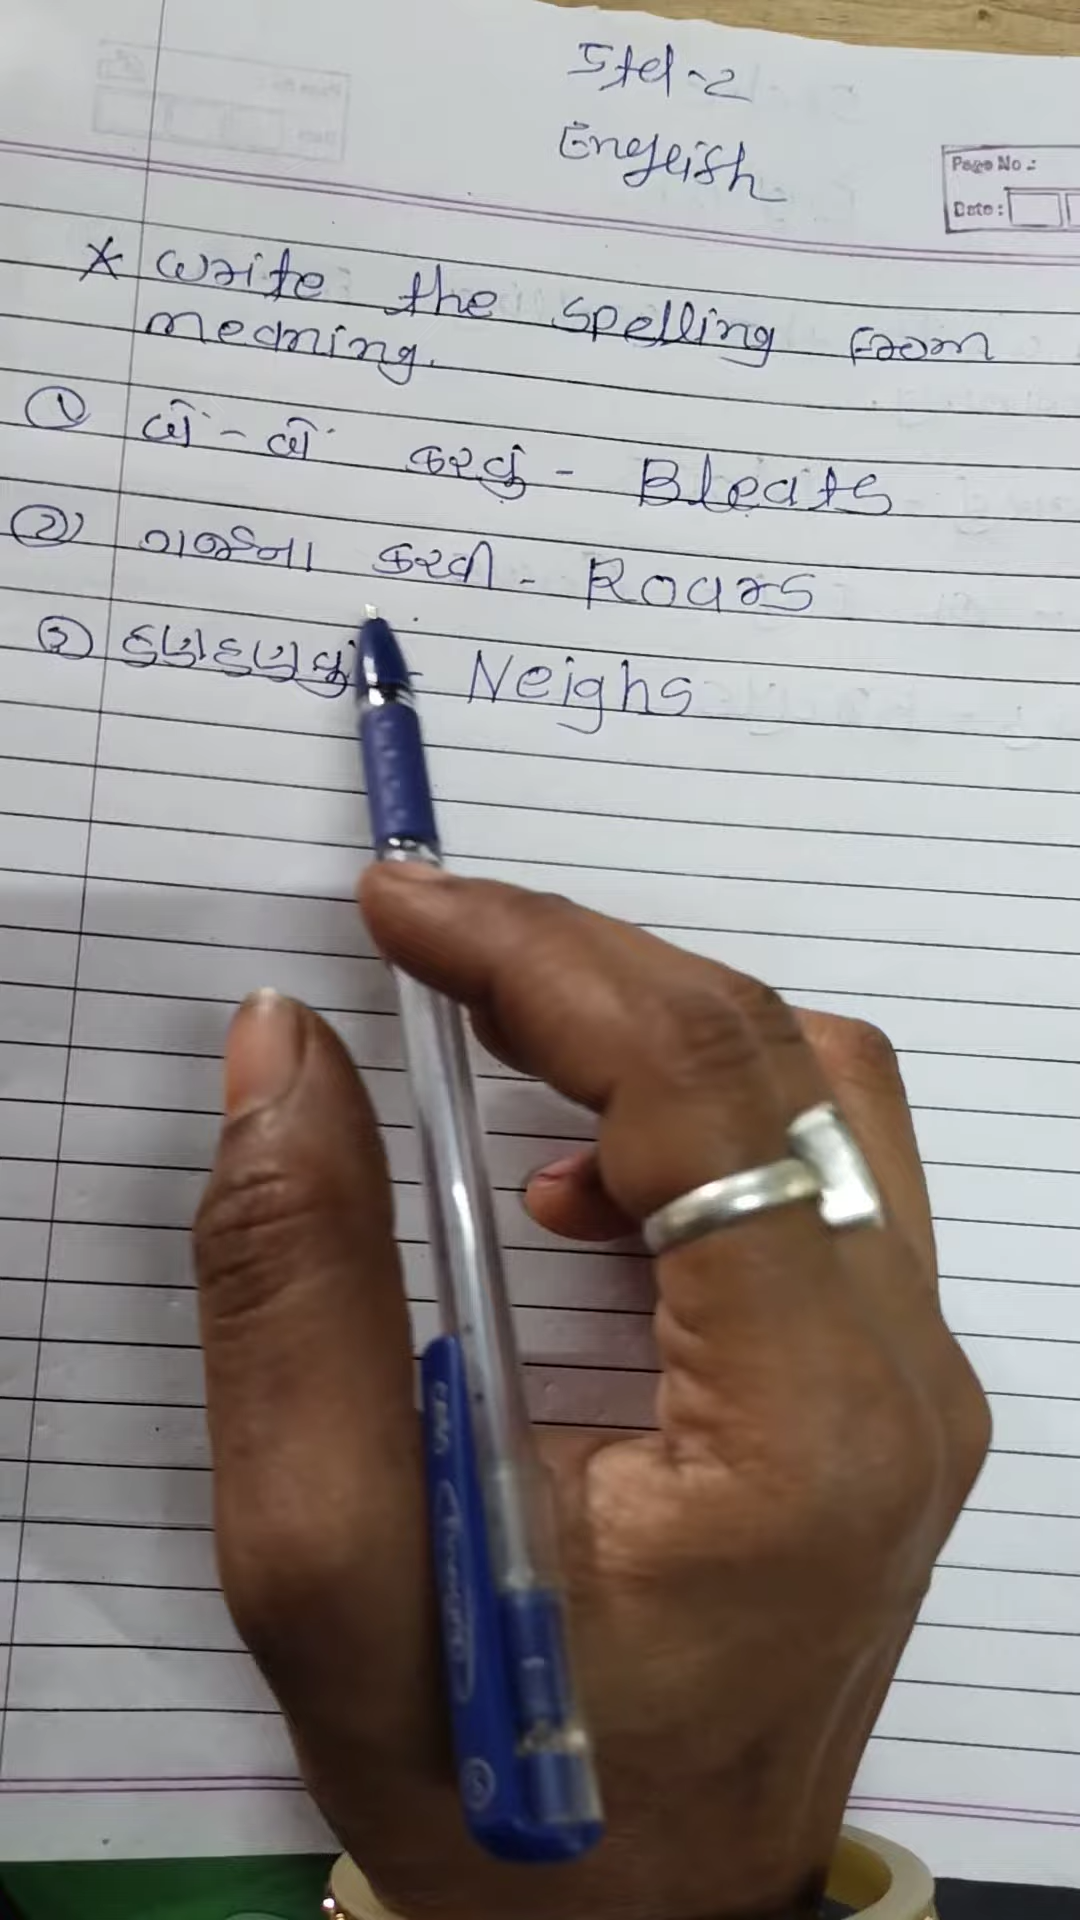 Std-2
English
Page No :
Date :
* Write the spelling from
meaning.
① બેં - બેં કરવું - Bleats
② ગર્જના કરવી - Roars
③ હણહણવું - Neighs